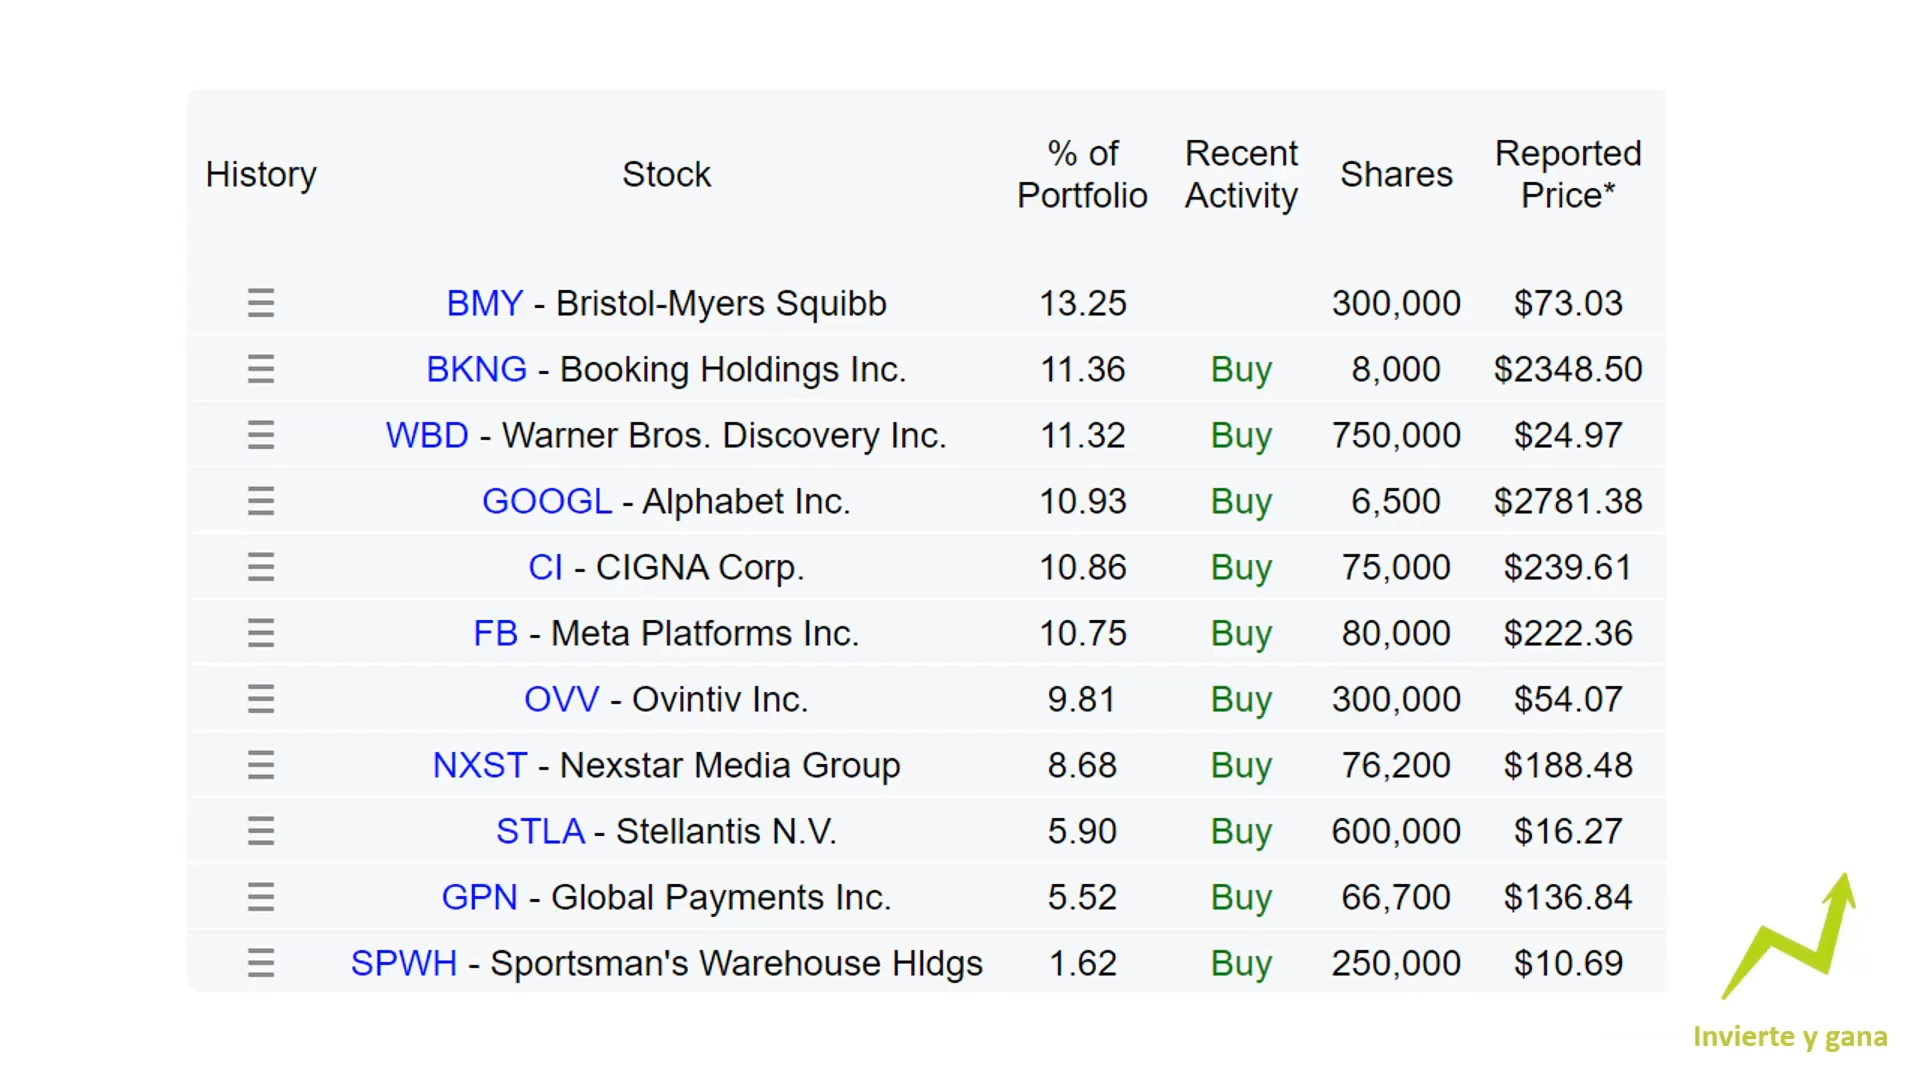 History Stock % of Portfolio Recent Activity Shares Reported Price*
BMY - Bristol-Myers Squibb 13.25 300,000 $73.03
BKNG - Booking Holdings Inc. 11.36 Buy 8,000 $2348.50
WBD - Warner Bros. Discovery Inc. 11.32 Buy 750,000 $24.97
GOOGL - Alphabet Inc. 10.93 Buy 6,500 $2781.38
CI - CIGNA Corp. 10.86 Buy 75,000 $239.61
FB - Meta Platforms Inc. 10.75 Buy 80,000 $222.36
OVV - Ovintiv Inc. 9.81 Buy 300,000 $54.07
NXST - Nexstar Media Group 8.68 Buy 76,200 $188.48
STLA - Stellantis N.V. 5.90 Buy 600,000 $16.27
GPN - Global Payments Inc. 5.52 Buy 66,700 $136.84
SPWH - Sportsman's Warehouse Hldgs 1.62 Buy 250,000 $10.69
Invierte y gana